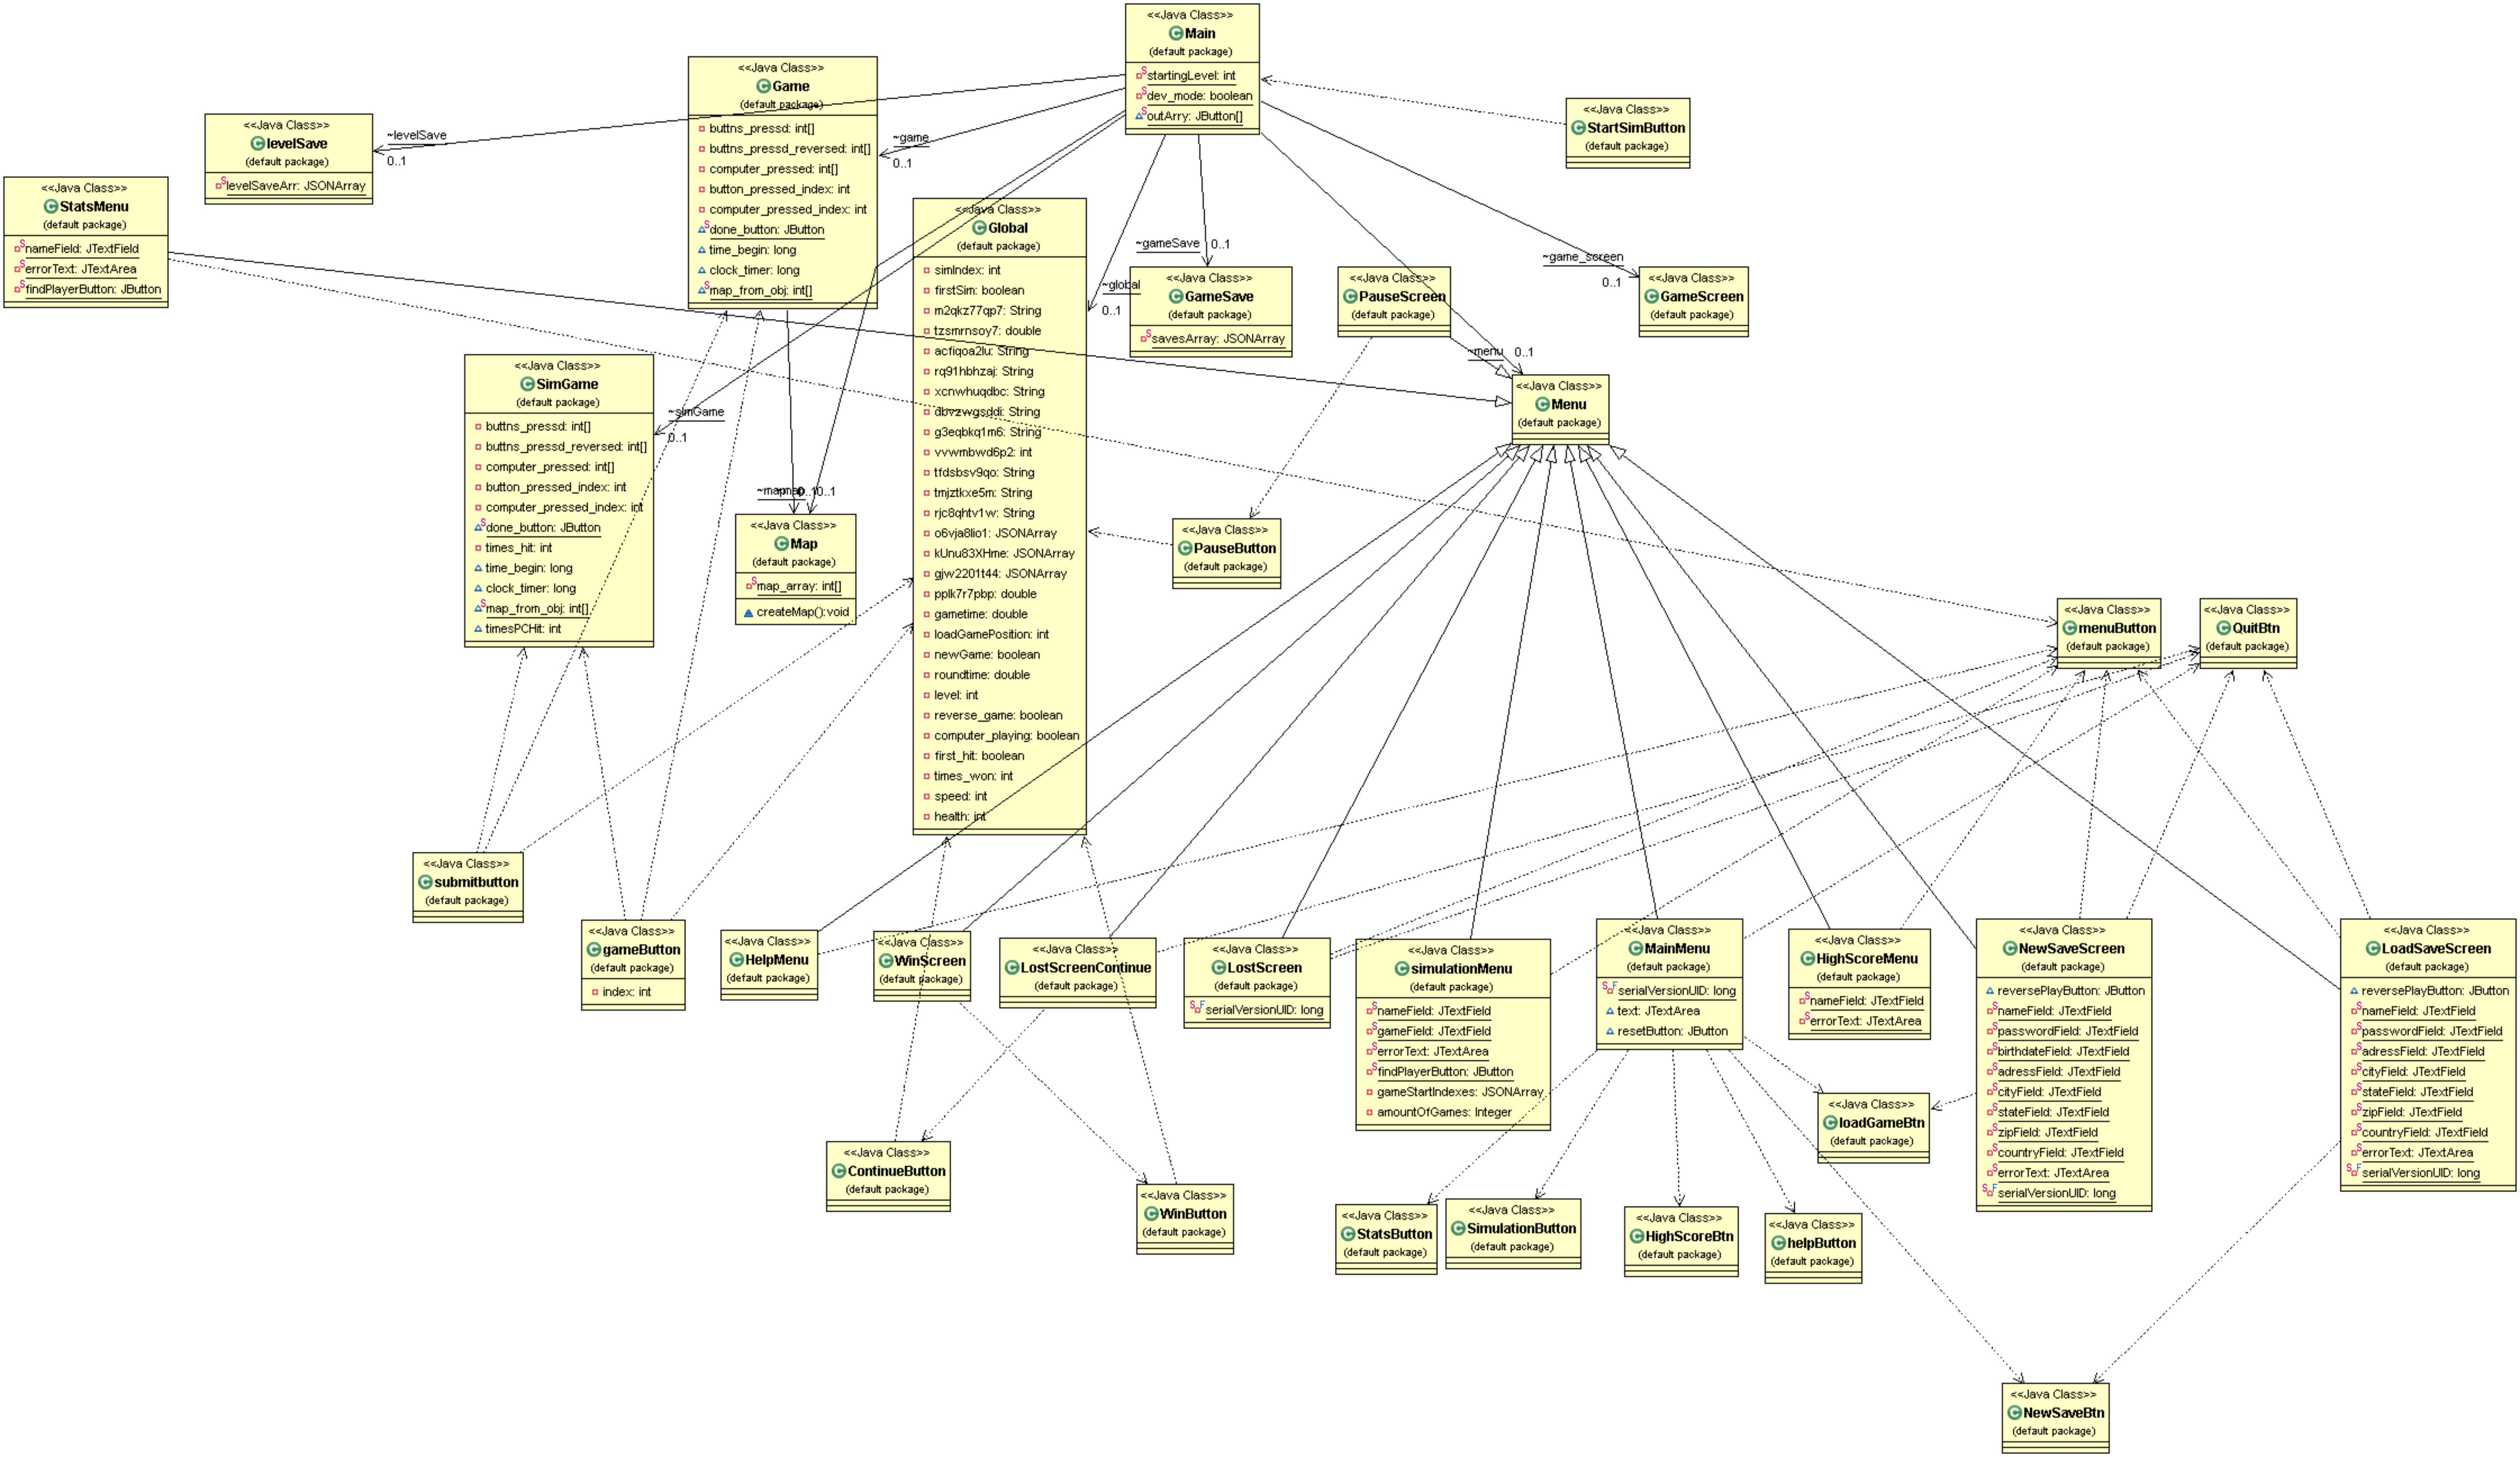 <<Java Class>>
Main
(default package)
startingLevel: int
dev_mode: boolean
outArry: JButton[]
<<Java Class>>
Game
(default package)
buttns_pressd: int[]
buttns_pressd_reversed: int[]
computer_pressed: int[]
button_pressed_index: int
computer_pressed_index: int
done_button: JButton
time_begin: long
clock_timer: long
map_from_obj: int[]
<<Java Class>>
StartSimButton
(default package)
<<Java Class>>
levelSave
(default package)
levelSaveArr: JSONArray
~levelSave
0..1
~game
0..1
<<Java Class>>
StatsMenu
(default package)
nameField: JTextField
errorText: JTextArea
findPlayerButton: JButton
<<Java Class>>
Global
(default package)
simIndex: int
firstSim: boolean
m2qkz77qp7: String
tzsmrnsoy7: double
acfiqoa2lu: String
rq91hbhzaj: String
xcnwhuqdbc: String
dbvzwgsddi: String
g3eqbkq1m6: String
vvwmbwd6p2: int
tfdsbsv9qo: String
tmjztkxe5m: String
rjc8qhtv1w: String
o6vja8lio1: JSONArray
kUnu83XHme: JSONArray
gjw2201t44: JSONArray
pplk7r7pbp: double
gametime: double
loadGamePosition: int
newGame: boolean
roundtime: double
level: int
reverse_game: boolean
computer_playing: boolean
first_hit: boolean
times_won: int
speed: int
health: int
~gameSave
0..1
~global
0..1
<<Java Class>>
GameSave
(default package)
savesArray: JSONArray
<<Java Class>>
PauseScreen
(default package)
~game_screen
0..1
<<Java Class>>
GameScreen
(default package)
~menu
0..1
<<Java Class>>
Menu
(default package)
<<Java Class>>
SimGame
(default package)
buttns_pressd: int[]
buttns_pressd_reversed: int[]
computer_pressed: int[]
button_pressed_index: int
computer_pressed_index: int
done_button: JButton
times_hit: int
time_begin: long
clock_timer: long
map_from_obj: int[]
timesPCHit: int
~simGame
0..1
~map
0..1
<<Java Class>>
Map
(default package)
map_array: int[]
createMap():void
<<Java Class>>
PauseButton
(default package)
<<Java Class>>
menuButton
(default package)
<<Java Class>>
QuitBtn
(default package)
<<Java Class>>
submitbutton
(default package)
<<Java Class>>
gameButton
(default package)
index: int
<<Java Class>>
HelpMenu
(default package)
<<Java Class>>
WinScreen
(default package)
<<Java Class>>
LostScreenContinue
(default package)
<<Java Class>>
LostScreen
(default package)
serialVersionUID: long
<<Java Class>>
simulationMenu
(default package)
nameField: JTextField
gameField: JTextField
errorText: JTextArea
findPlayerButton: JButton
gameStartIndexes: JSONArray
amountOfGames: Integer
<<Java Class>>
MainMenu
(default package)
serialVersionUID: long
text: JTextArea
resetButton: JButton
<<Java Class>>
HighScoreMenu
(default package)
nameField: JTextField
errorText: JTextArea
<<Java Class>>
NewSaveScreen
(default package)
reversePlayButton: JButton
nameField: JTextField
passwordField: JTextField
birthdateField: JTextField
adressField: JTextField
cityField: JTextField
stateField: JTextField
zipField: JTextField
countryField: JTextField
errorText: JTextArea
serialVersionUID: long
<<Java Class>>
LoadSaveScreen
(default package)
reversePlayButton: JButton
nameField: JTextField
passwordField: JTextField
adressField: JTextField
cityField: JTextField
stateField: JTextField
zipField: JTextField
countryField: JTextField
errorText: JTextArea
serialVersionUID: long
<<Java Class>>
loadGameBtn
(default package)
<<Java Class>>
ContinueButton
(default package)
<<Java Class>>
WinButton
(default package)
<<Java Class>>
StatsButton
(default package)
<<Java Class>>
SimulationButton
(default package)
<<Java Class>>
HighScoreBtn
(default package)
<<Java Class>>
helpButton
(default package)
<<Java Class>>
NewSaveBtn
(default package)